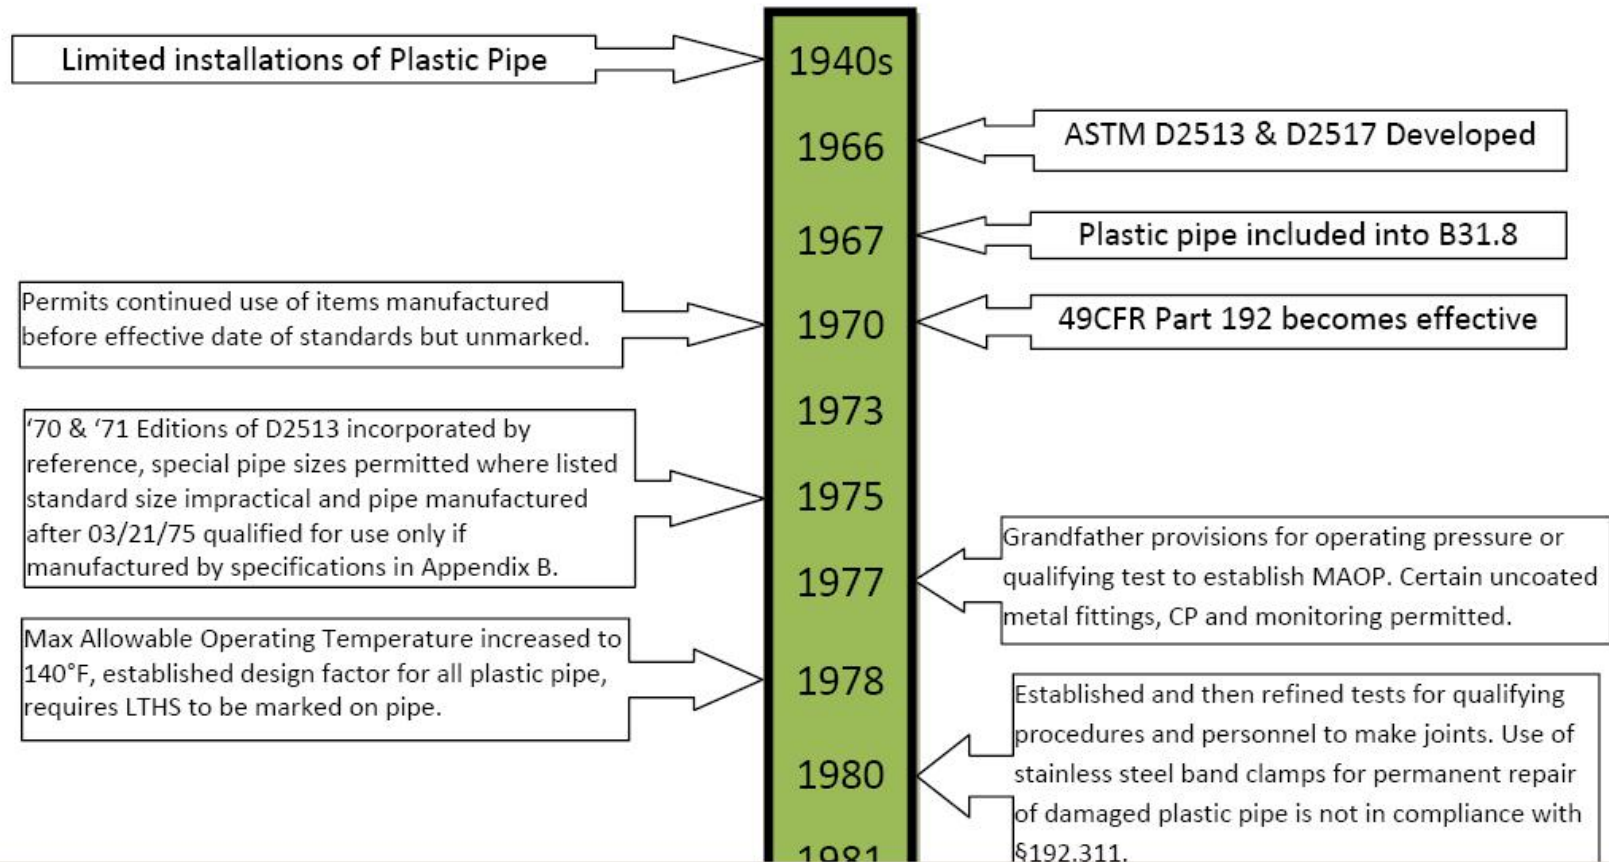 Limited installations of Plastic Pipe
1940s
1966
ASTM D2513 & D2517 Developed
1967
Plastic pipe included into B31.8
Permits continued use of items manufactured
before effective date of standards but unmarked.
1970
49CFR Part 192 becomes effective
1973
‘70 & ‘71 Editions of D2513 incorporated by
reference, special pipe sizes permitted where listed
standard size impractical and pipe manufactured
after 03/21/75 qualified for use only if
manufactured by specifications in Appendix B.
1975
1977
Grandfather provisions for operating pressure or
qualifying test to establish MAOP. Certain uncoated
metal fittings, CP and monitoring permitted.
Max Allowable Operating Temperature increased to
140°F, established design factor for all plastic pipe,
requires LTHS to be marked on pipe.
1978
1980
Established and then refined tests for qualifying
procedures and personnel to make joints. Use of
stainless steel band clamps for permanent repair
of damaged plastic pipe is not in compliance with
§192.311.
1981